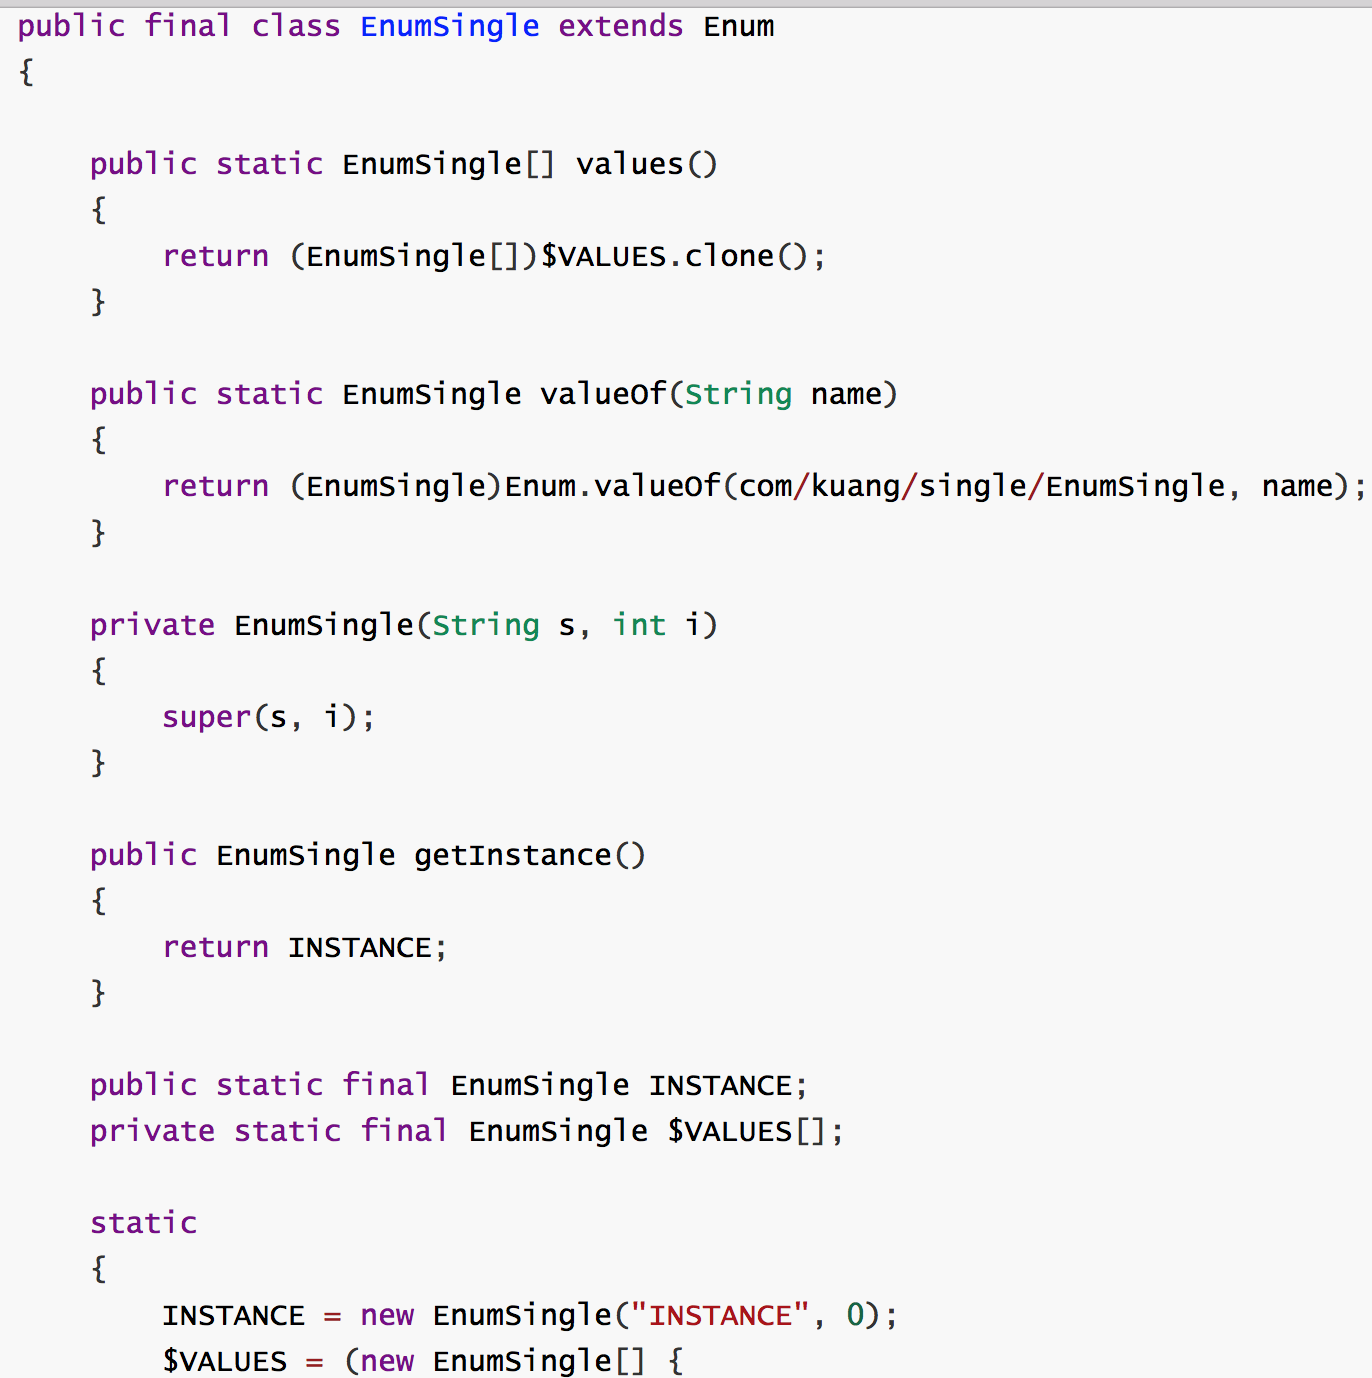 public final class EnumSingle extends Enum
{
public static EnumSingle[] values()
{
return (EnumSingle[])$VALUES.clone();
}
public static EnumSingle valueOf(String name)
{
return (EnumSingle)Enum.valueOf(com/kuang/single/EnumSingle, name);
}
private EnumSingle(String s, int i)
{
super(s, i);
}
public EnumSingle getInstance()
{
return INSTANCE;
}
public static final EnumSingle INSTANCE;
private static final EnumSingle $VALUES[];
static
{
INSTANCE = new EnumSingle("INSTANCE", 0);
$VALUES = (new EnumSingle[] {